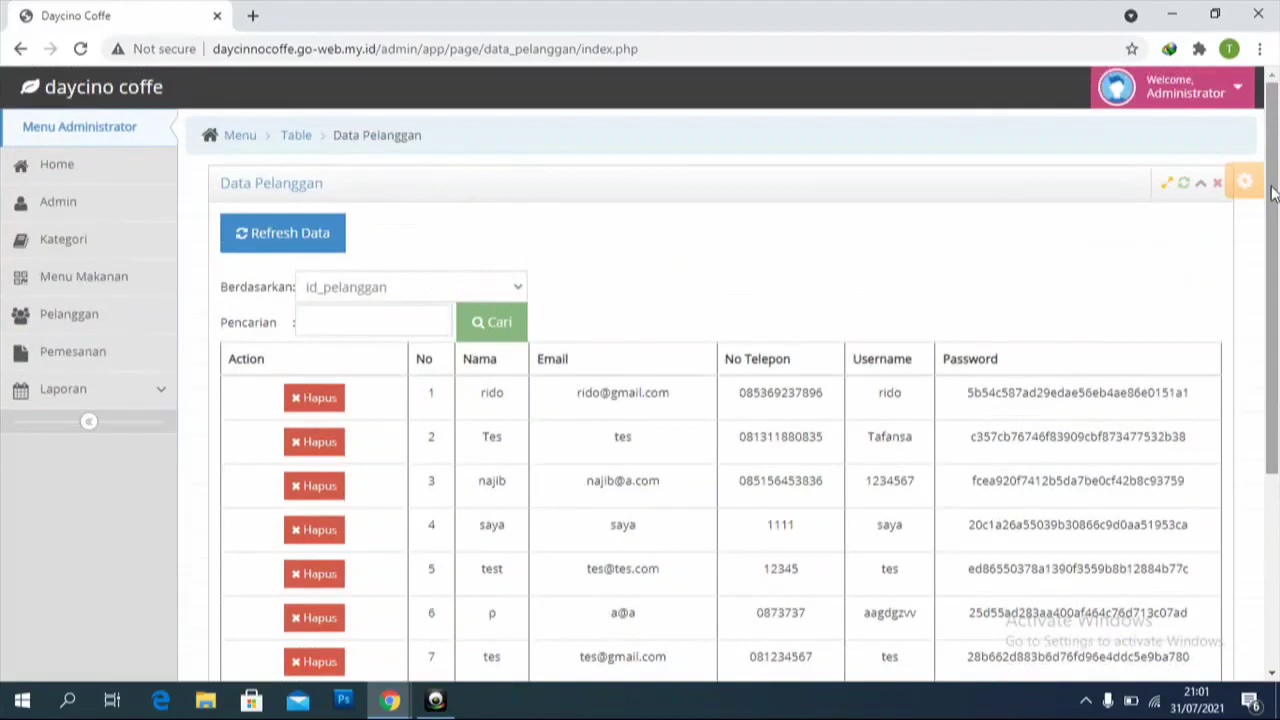 Daycino Coffe
Not secure daycinnocoffe.go-web.my.id/admin/app/page/data_pelanggan/index.php
T
daycino coffe
Welcome,
Administrator
Menu Administrator
Home
Admin
Kategori
Menu Makanan
Pelanggan
Pemesanan
Laporan
Menu > Table > Data Pelanggan
Data Pelanggan
Refresh Data
Berdasarkan: id_pelanggan
Pencarian : Cari
Action No Nama Email No Telepon Username Password
Hapus 1 rido rido@gmail.com 085369237896 rido 5b54c587ad29edae56eb4ae86e0151a1
Hapus 2 Tes tes 081311880835 Tafansa c357cb76746f83909cbf873477532b38
Hapus 3 najib najib@a.com 085156453836 1234567 fcea920f7412b5da7be0cf42b8c93759
Hapus 4 saya saya 1111 saya 20c1a26a55039b30866c9d0aa51953ca
Hapus 5 test tes@tes.com 12345 tes ed86550378a1390f3559b8b12884b77c
Hapus 6 p a@a 0873737 aagdgzvv 25d55ad283aa400af464c76d713c07ad
Hapus 7 tes tes@gmail.com 081234567 tes 28b662d883b6d76fd96e4ddc5e9ba780
Activate Windows
Go to Settings to activate Windows.
Ps
21:01
31/07/2021
6